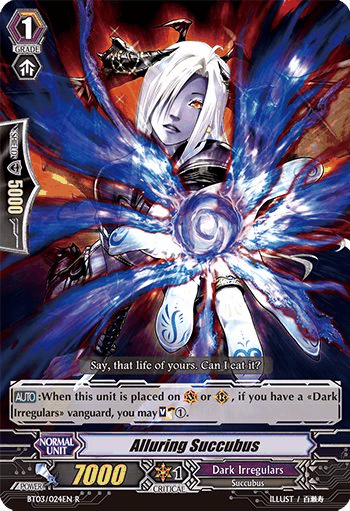 1
GRADE
SHIELD
5000
Say, that life of yours. Can I eat it?
AUTO:When this unit is placed on or , if you have a «Dark
Irregulars» vanguard, you may ①.
NORMAL
UNIT
Alluring Succubus
POWER
7000
1
CRITICAL
Dark Irregulars
Succubus
BT03/024EN R
ILLUST / 百瀬寿